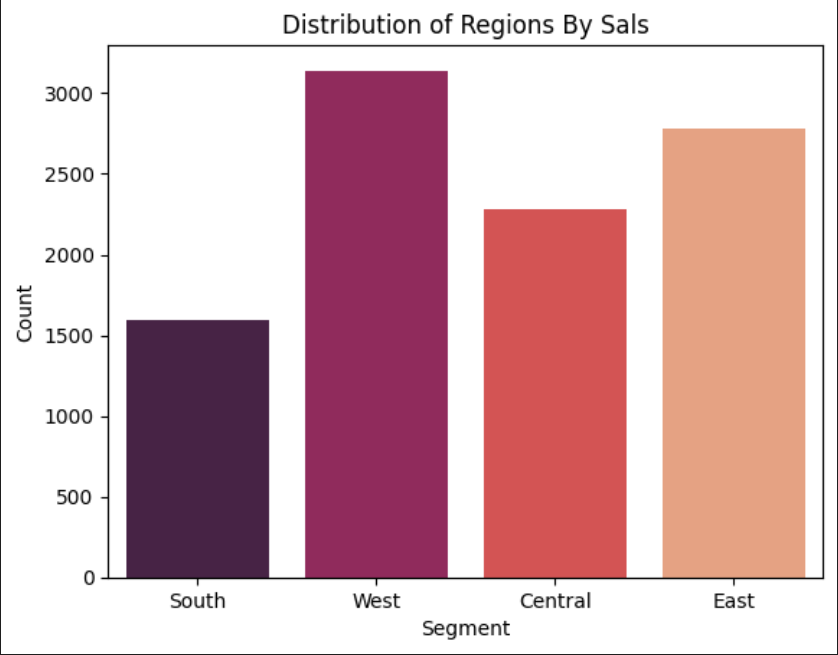 Distribution of Regions By Sals
3000
2500
2000
1500
1000
500
0
Count
South West Central East
Segment